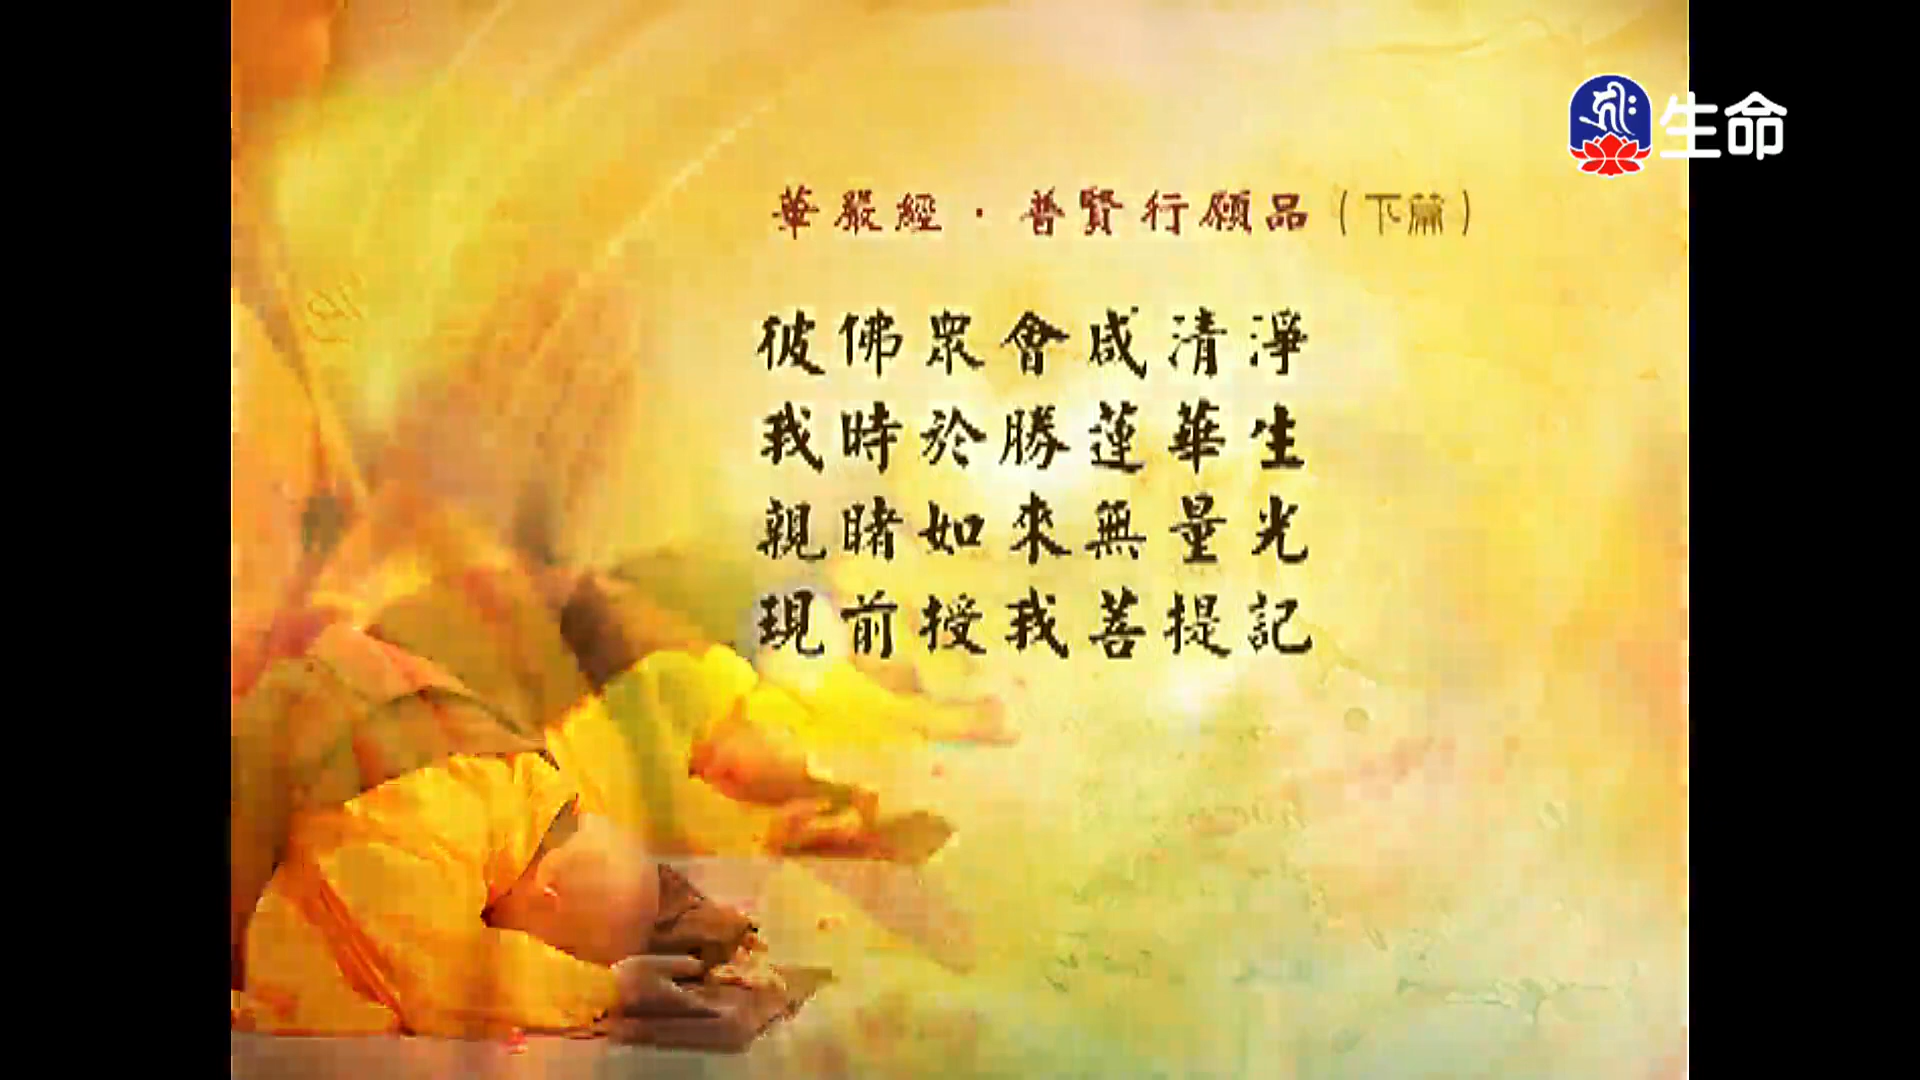 生命
華嚴經・普賢行願品(下篇)
彼佛眾會咸清淨
我時於勝蓮華生
親睹如來無量光
現前授我菩提記